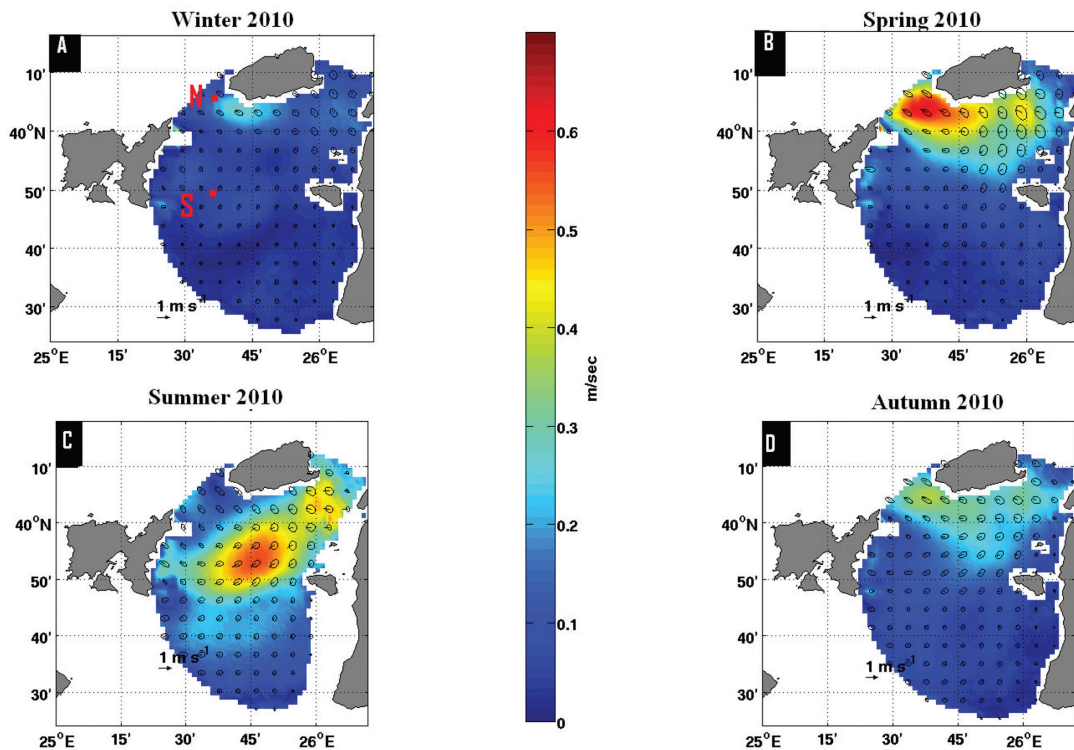 Winter 2010
A
N
S
10'
40°N
50'
40'
30'
1 m s⁻¹
25°E
15'
30'
45'
26°E
Spring 2010
B
10'
40°N
50'
40'
30'
1 m s⁻¹
25°E
15'
30'
45'
26°E
0.6
0.5
0.4
0.3
0.2
0.1
0
m/sec
Summer 2010
C
10'
40°N
50'
40'
30'
1 m s⁻¹
25°E
15'
30'
45'
26°E
Autumn 2010
D
10'
40°N
50'
40'
30'
1 m s⁻¹
25°E
15'
30'
45'
26°E